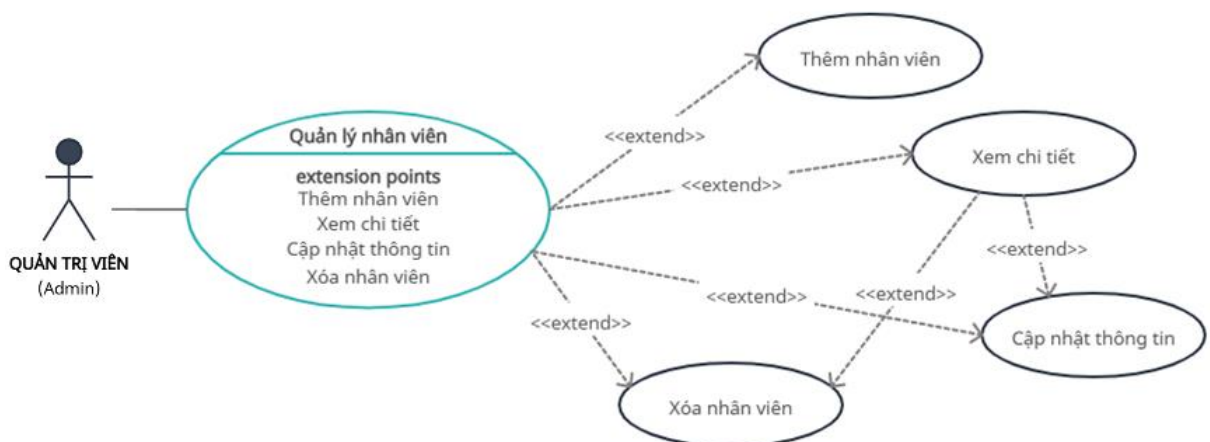 Thêm nhân viên
<<extend>>
Quản lý nhân viên
Xem chi tiết
extension points
<<extend>>
Thêm nhân viên
Xem chi tiết
Cập nhật thông tin
<<extend>>
QUẢN TRỊ VIÊN
Xóa nhân viên
(Admin)
<<extend>>
<<extend>>
<<extend>>
Cập nhật thông tin
Xóa nhân viên